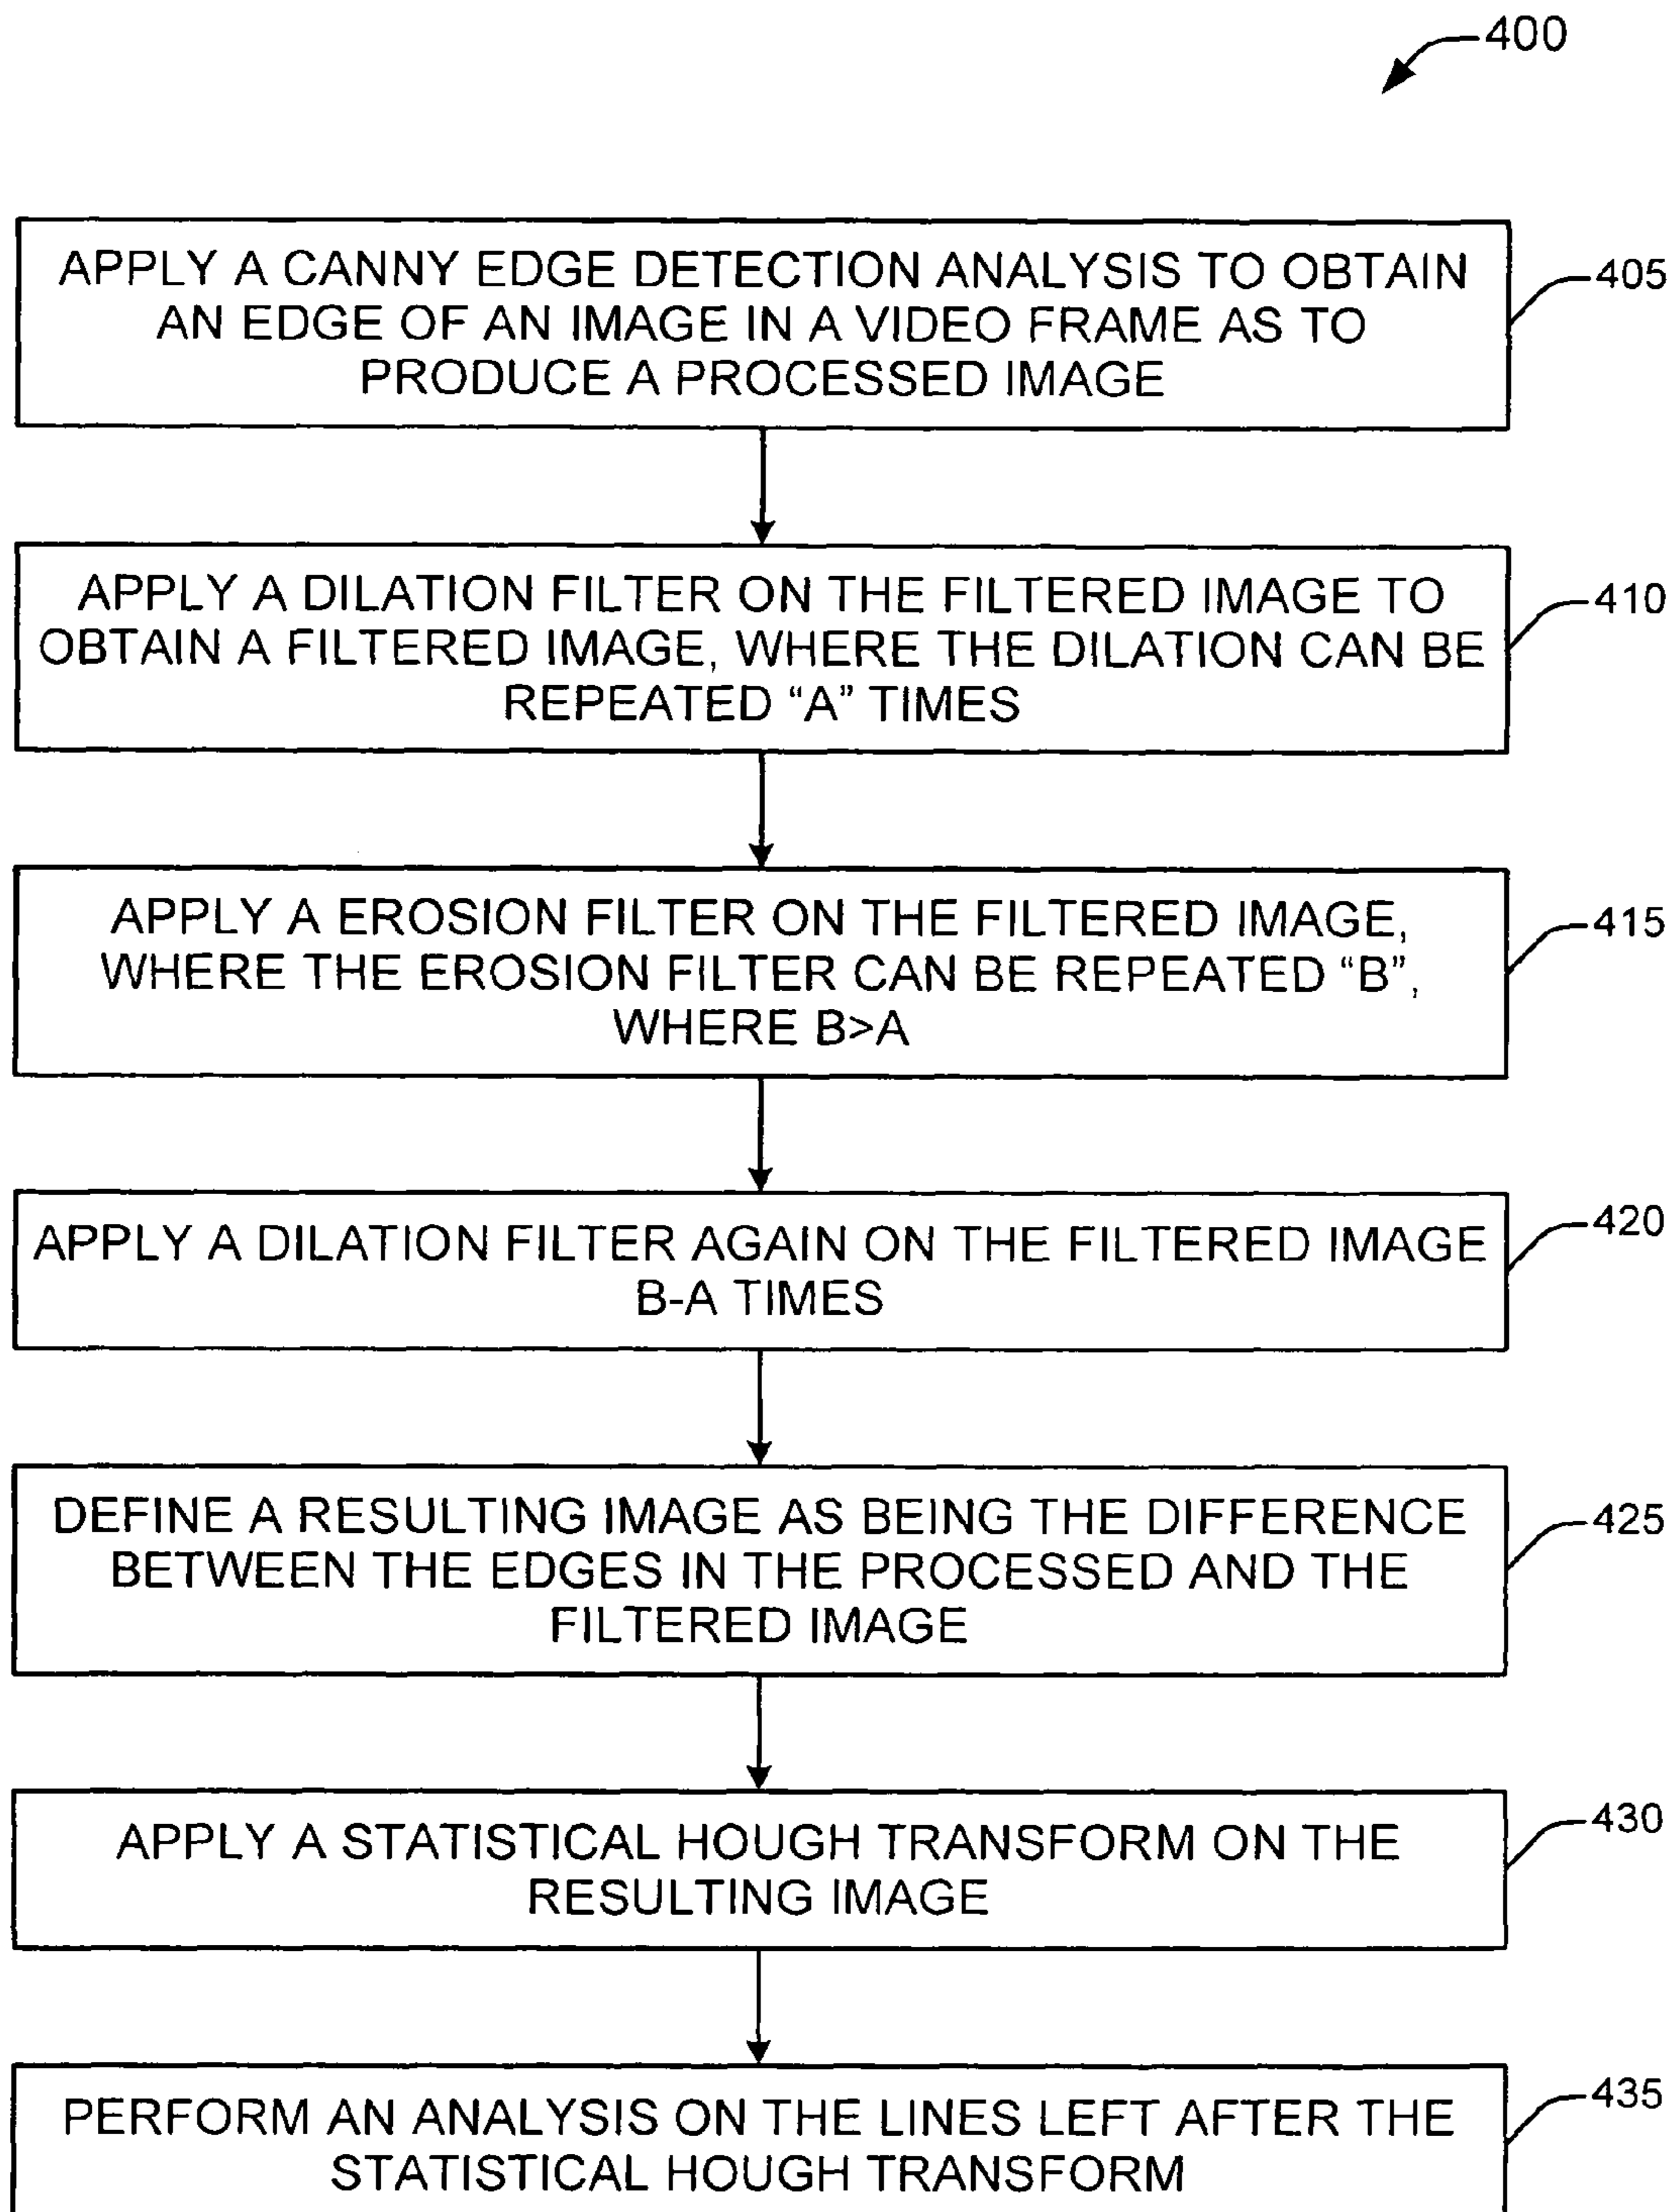 400
APPLY A CANNY EDGE DETECTION ANALYSIS TO OBTAIN
AN EDGE OF AN IMAGE IN A VIDEO FRAME AS TO
PRODUCE A PROCESSED IMAGE
405
APPLY A DILATION FILTER ON THE FILTERED IMAGE TO
OBTAIN A FILTERED IMAGE, WHERE THE DILATION CAN BE
REPEATED “A” TIMES
410
APPLY A EROSION FILTER ON THE FILTERED IMAGE,
WHERE THE EROSION FILTER CAN BE REPEATED “B”,
WHERE B>A
415
APPLY A DILATION FILTER AGAIN ON THE FILTERED IMAGE
B-A TIMES
420
DEFINE A RESULTING IMAGE AS BEING THE DIFFERENCE
BETWEEN THE EDGES IN THE PROCESSED AND THE
FILTERED IMAGE
425
APPLY A STATISTICAL HOUGH TRANSFORM ON THE
RESULTING IMAGE
430
PERFORM AN ANALYSIS ON THE LINES LEFT AFTER THE
STATISTICAL HOUGH TRANSFORM
435